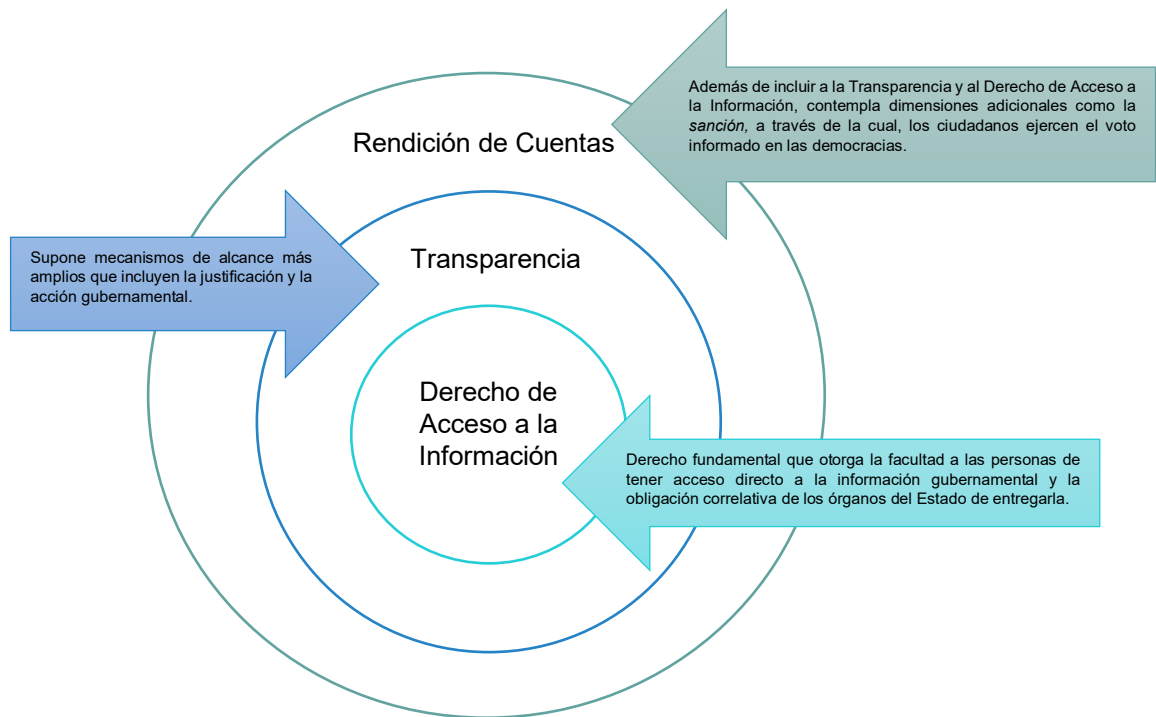 Además de incluir a la Transparencia y al Derecho de Acceso a
la Información, contempla dimensiones adicionales como la
sanción, a través de la cual, los ciudadanos ejercen el voto
informado en las democracias.
Rendición de Cuentas
Supone mecanismos de alcance más
amplios que incluyen la justificación y la
acción gubernamental.
Transparencia
Derecho de
Acceso a la
Información
Derecho fundamental que otorga la facultad a las personas de
tener acceso directo a la información gubernamental y la
obligación correlativa de los órganos del Estado de entregarla.